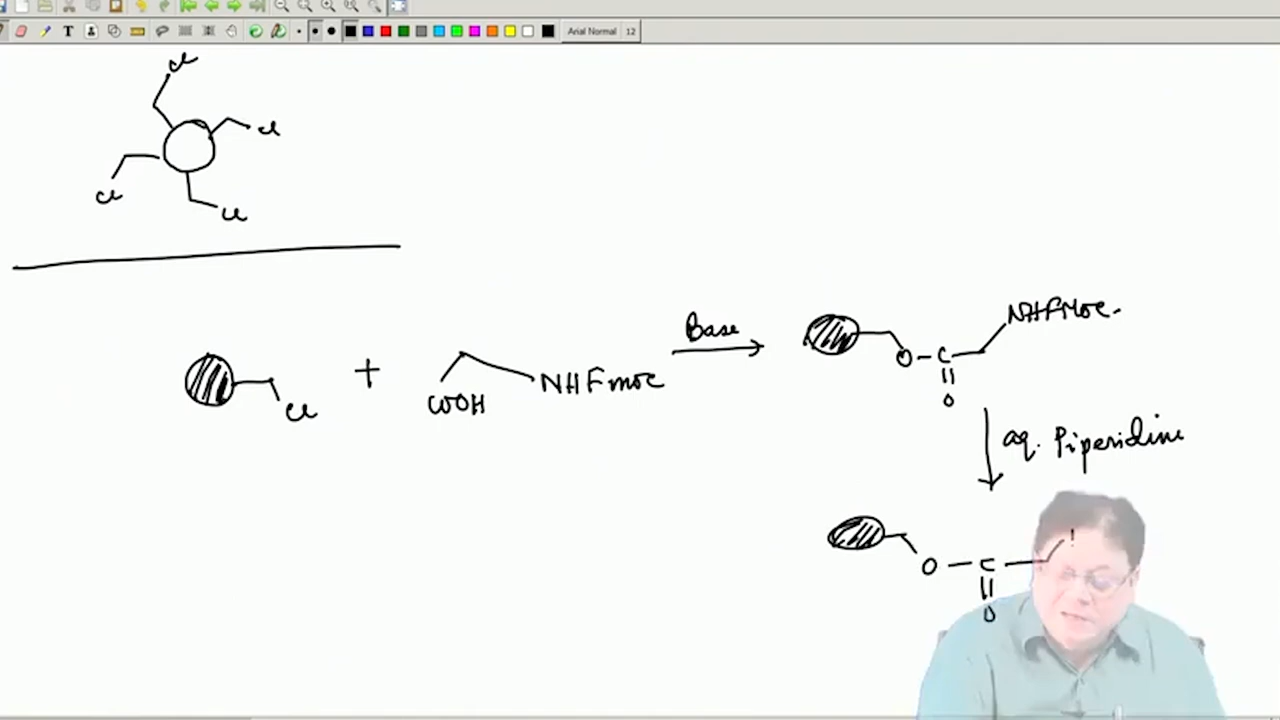 T
Arial Normal 12
Cl
Cl
Cl
Cl
NHFMOC.
Base
O - C
+
NHFmoc
Cl
COOH
O
aq. Piperidine
O - C
O